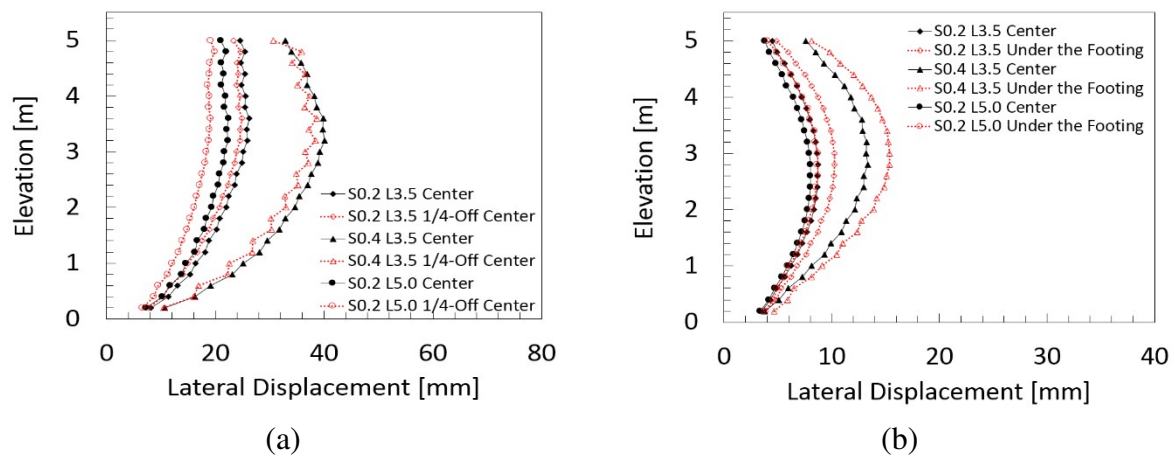 5
4
3
2
1
0
Elevation [m]
S0.2 L3.5 Center
S0.2 L3.5 1/4-Off Center
S0.4 L3.5 Center
S0.4 L3.5 1/4-Off Center
S0.2 L5.0 Center
S0.2 L5.0 1/4-Off Center
0 20 40 60 80
Lateral Displacement [mm]
(a)
5
4
3
2
1
0
Elevation [m]
S0.2 L3.5 Center
S0.2 L3.5 Under the Footing
S0.4 L3.5 Center
S0.4 L3.5 Under the Footing
S0.2 L5.0 Center
S0.2 L5.0 Under the Footing
0 10 20 30 40
Lateral Displacement [mm]
(b)